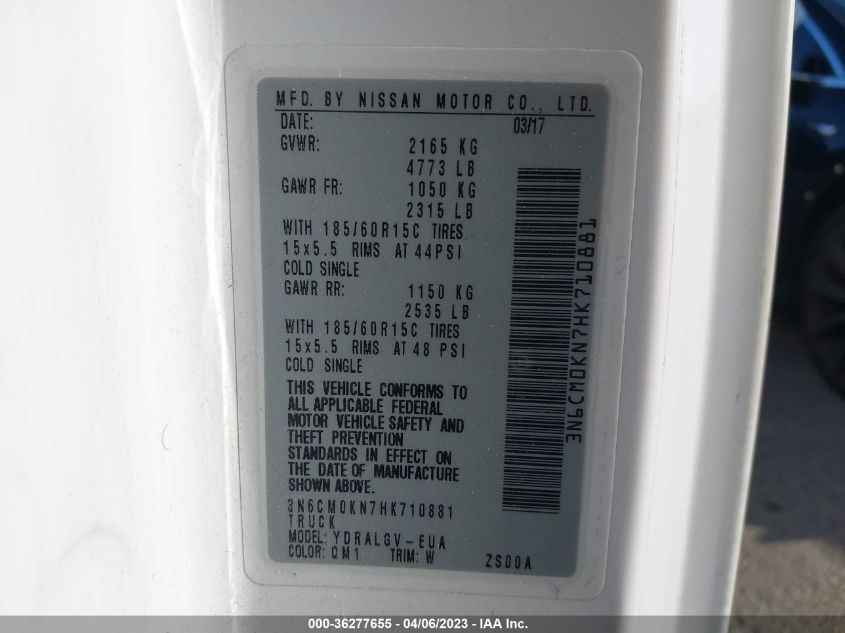 MFD. BY NISSAN MOTOR CO., LTD.
DATE: 03/17
GVWR: 2165 KG
4773 LB
GAWR FR: 1050 KG
2315 LB
WITH 185/60R15C TIRES
15x5.5 RIMS AT 44PSI
COLD SINGLE
GAWR RR: 1150 KG
2535 LB
WITH 185/60R15C TIRES
15x5.5 RIMS AT 48 PSI
COLD SINGLE
THIS VEHICLE CONFORMS TO
ALL APPLICABLE FEDERAL
MOTOR VEHICLE SAFETY AND
THEFT PREVENTION
STANDARDS IN EFFECT ON
THE DATE OF MANUFACTURE
SHOWN ABOVE.
3N6CM0KN7HK710881
TRUCK
MODEL: YDRALGV-EUA
COLOR: QM1 TRIM: W ZS00A
3N6CM0KN7HK710881
000-36277655 - 04/06/2023 - IAA Inc.